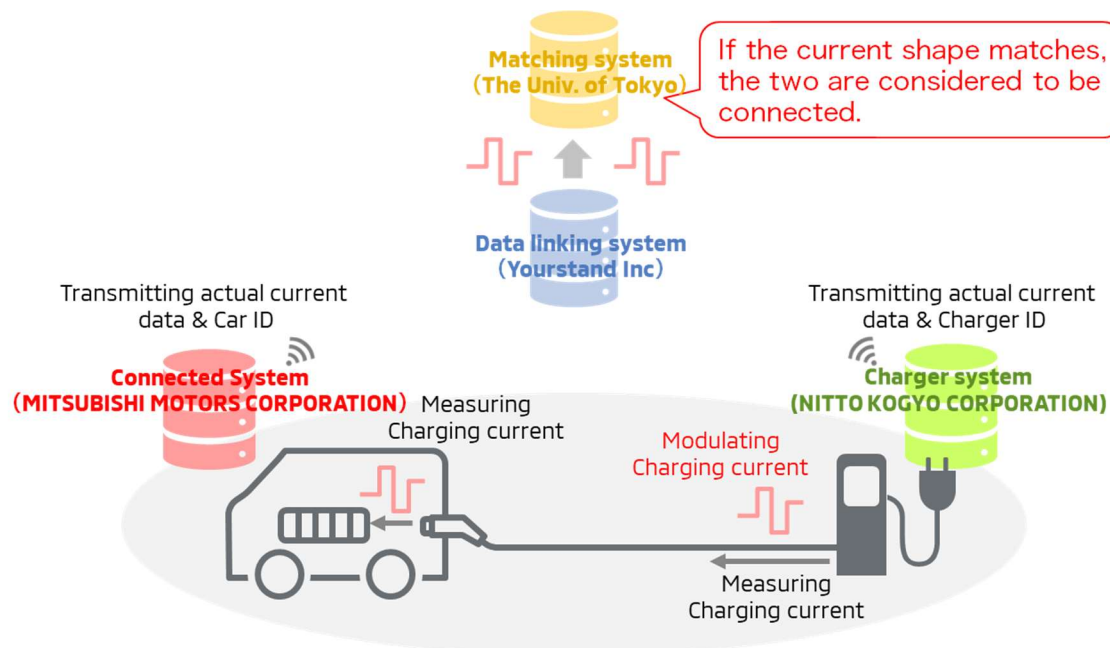 Matching system
（The Univ. of Tokyo）
If the current shape matches,
the two are considered to be
connected.
Data linking system
（Yourstand Inc）
Transmitting actual current
data & Car ID
Transmitting actual current
data & Charger ID
Connected System
（MITSUBISHI MOTORS CORPORATION）
Charger system
(NITTO KOGYO CORPORATION)
Measuring
Charging current
Modulating
Charging current
Measuring
Charging current